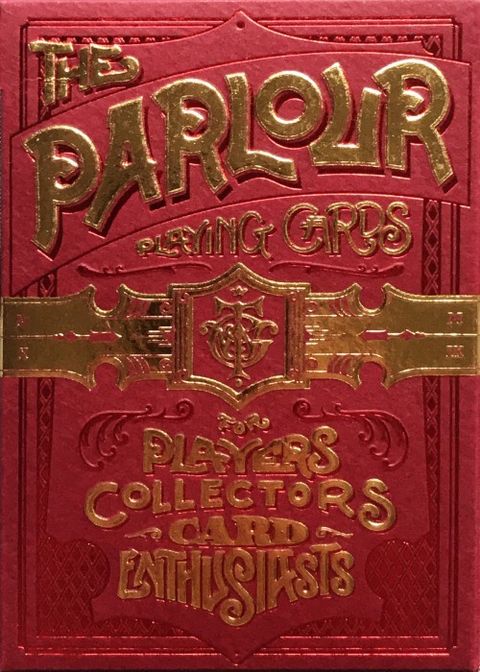 THE
PARLOUR
PLAYING CARDS
FOR
PLAYERS
COLLECTORS
CARD
ENTHUSIASTS